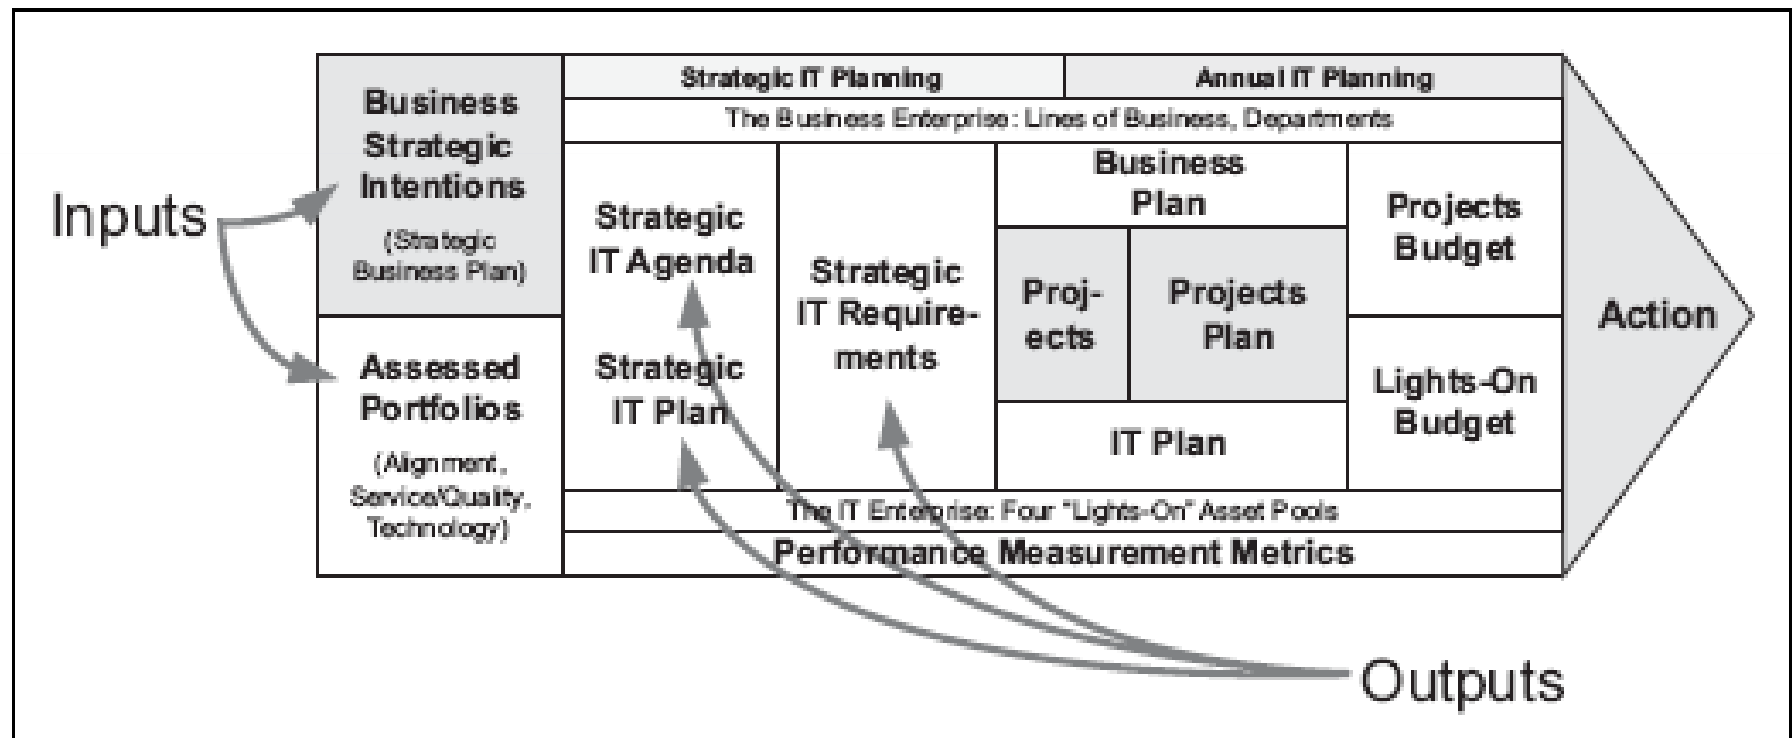 Inputs
Business
Strategic
Intentions
(Strategic
Business Plan)
Assessed
Portfolios
(Alignment,
Service/Quality,
Technology)
Strategic IT Planning
Annual IT Planning
The Business Enterprise: Lines of Business, Departments
Strategic
IT Agenda
Strategic
IT Plan
Strategic
IT Require-
ments
Business
Plan
Proj-
ects
Projects
Plan
IT Plan
Projects
Budget
Lights-On
Budget
The IT Enterprise: Four "Lights-On" Asset Pools
Performance Measurement Metrics
Action
Outputs